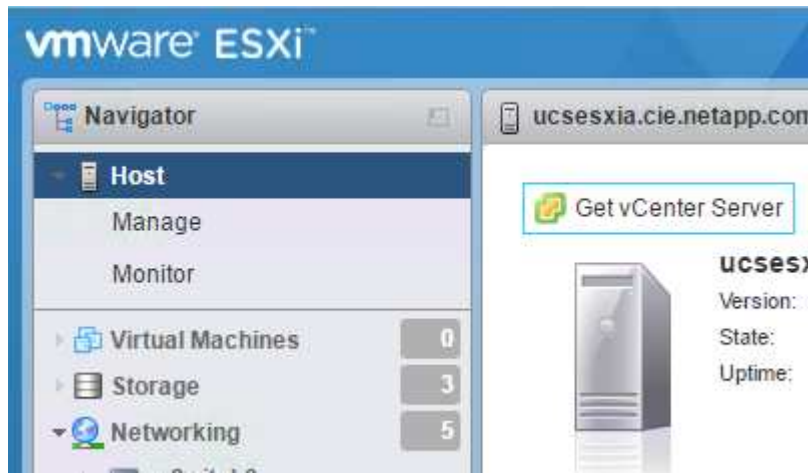 vmware ESXi™
Navigator
ucsesxia.cie.netapp.com
Host
Get vCenter Server
Manage
Monitor
Version:
State:
Uptime:
Virtual Machines 0
Storage 3
Networking 5